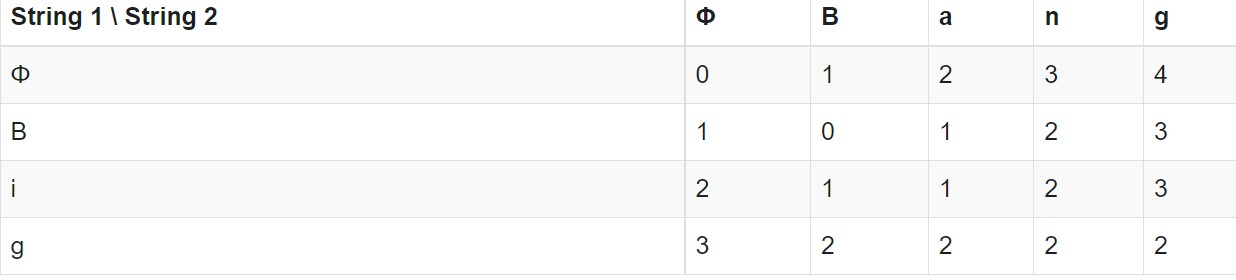 String 1 \ String 2 Φ B a n g
Φ 0 1 2 3 4
B 1 0 1 2 3
i 2 1 1 2 3
g 3 2 2 2 2